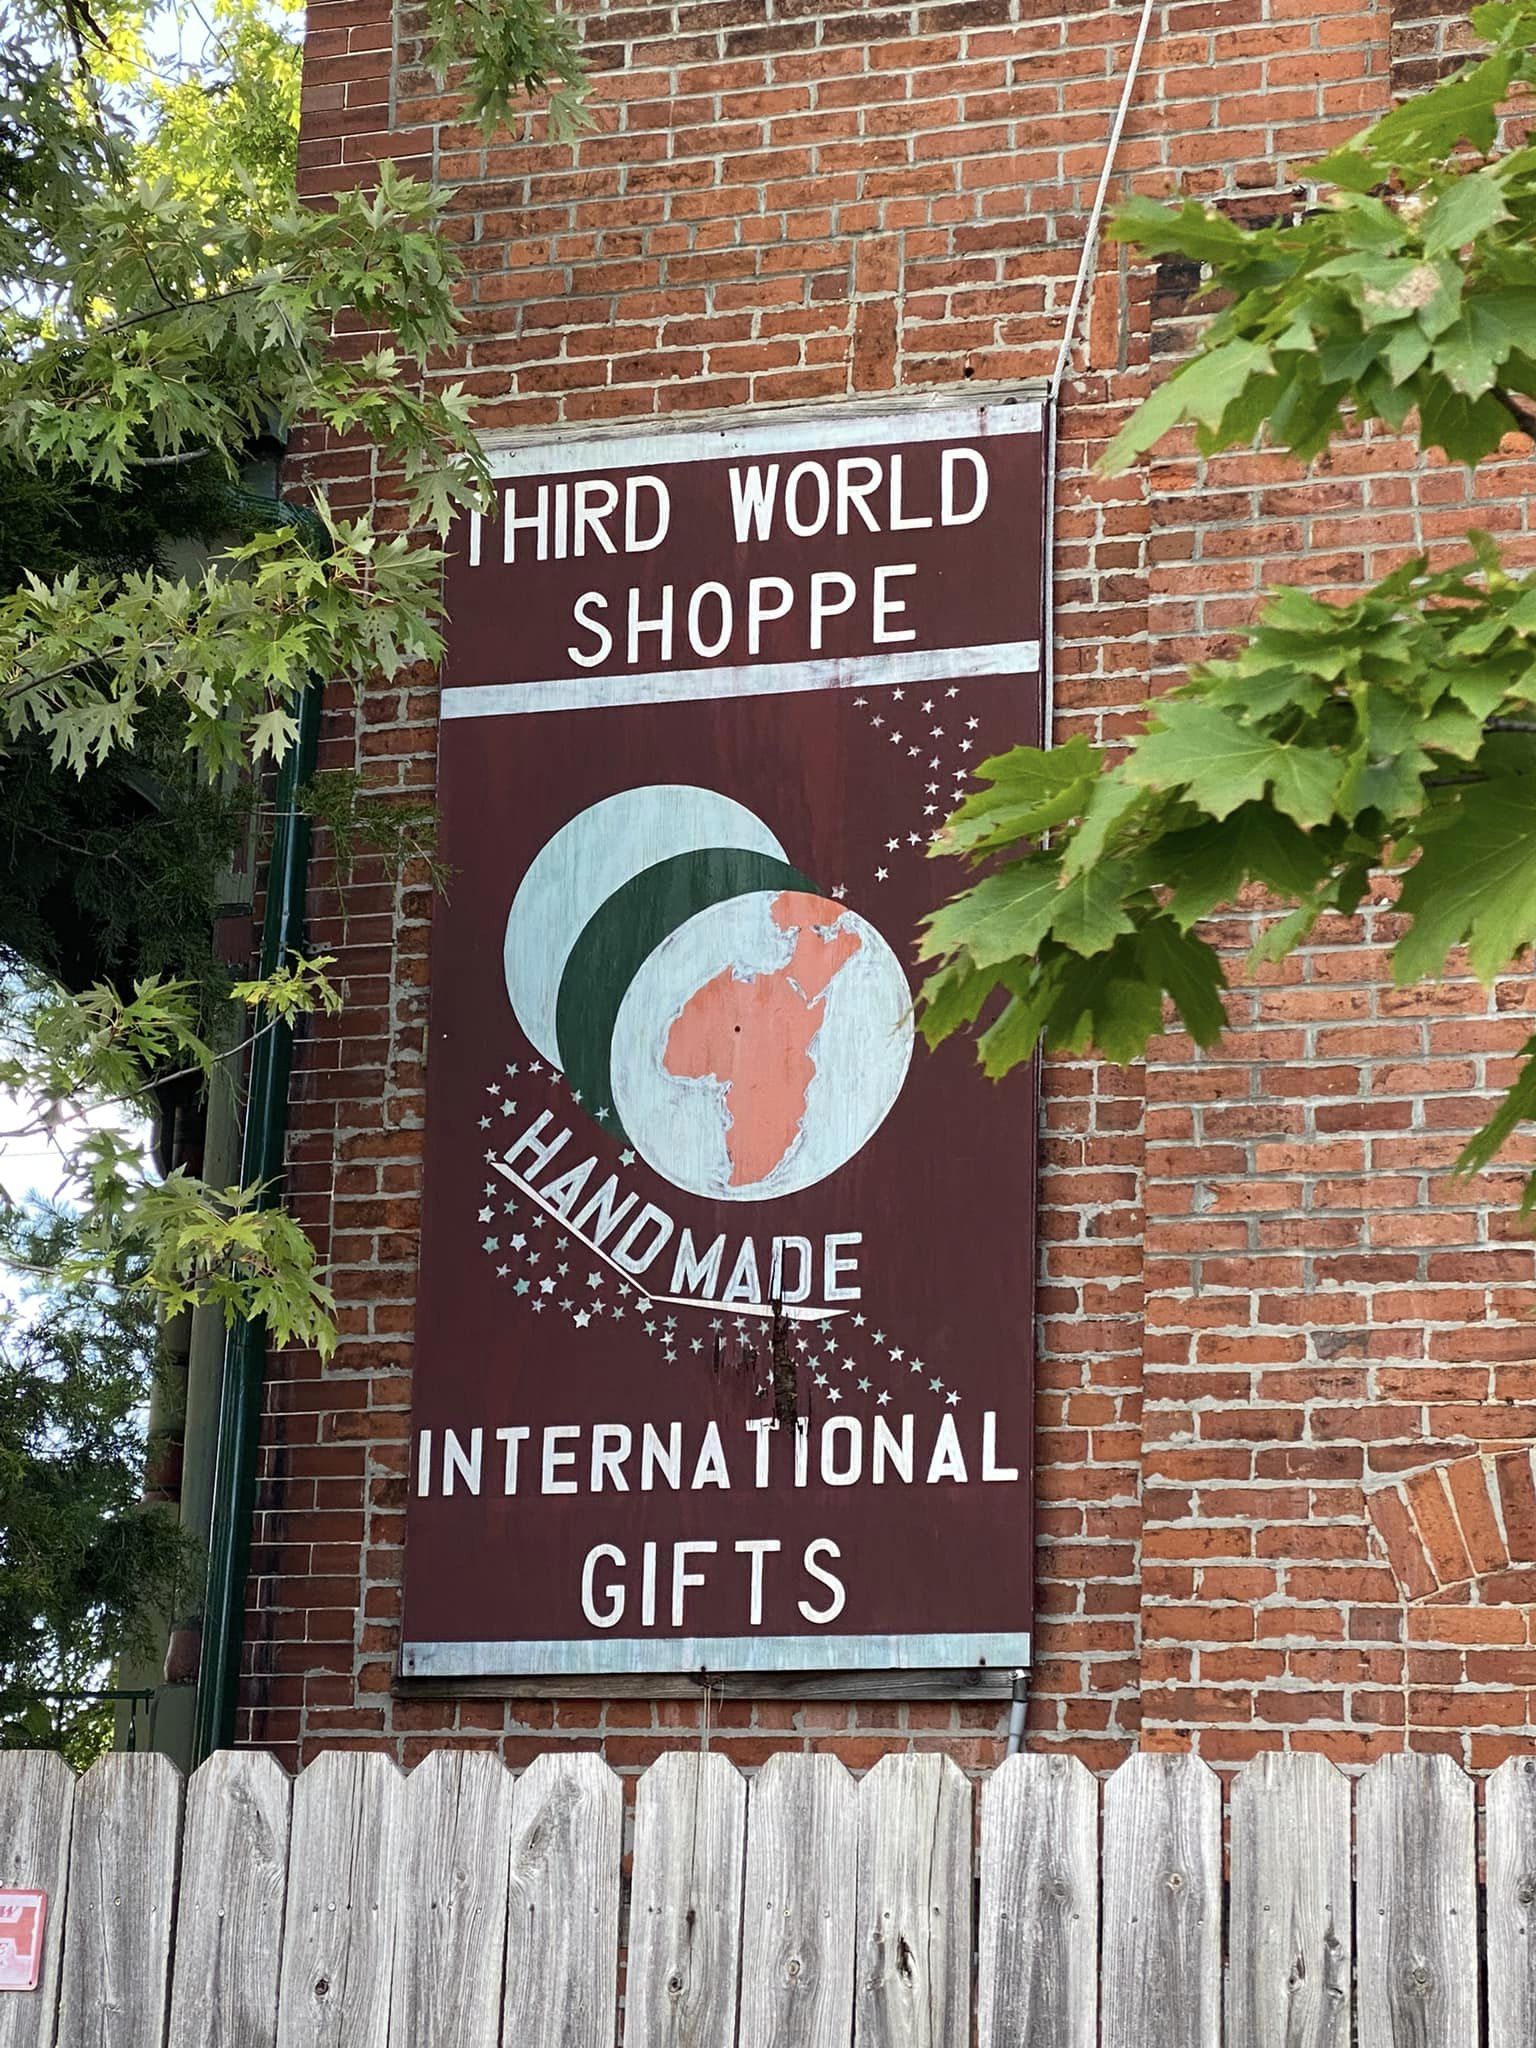 THIRD WORLD
SHOPPE
HANDMADE
INTERNATIONAL
GIFTS